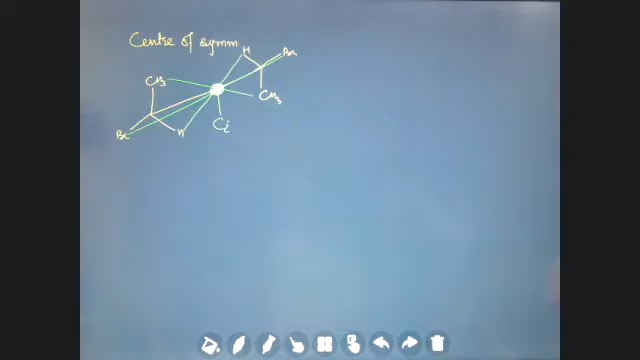 Centre of symm
H Br
CH3
CH3
Ci
Br H